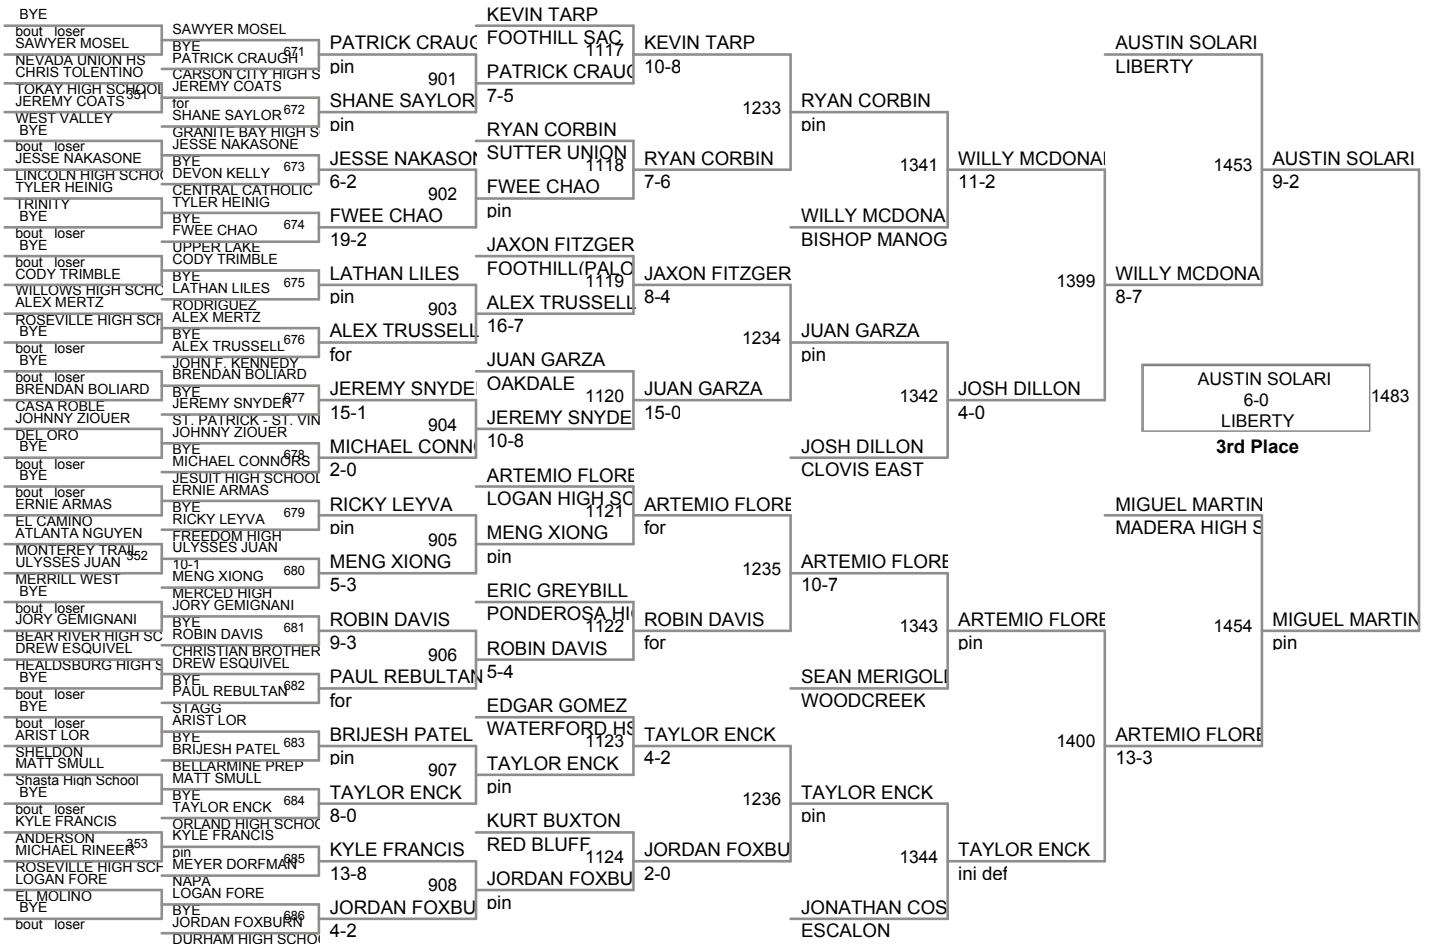 BYE
bout loser
SAWYER MOSEL
NEVADA UNION HS
CHRIS TOLENTINO
TOKAY HIGH SCHOOL
351
JEREMY COATS
WEST VALLEY
BYE
bout loser
JESSE NAKASONE
LINCOLN HIGH SCHOO
TYLER HEINIG
TRINITY
BYE
bout loser
BYE
bout loser
CODY TRIMBLE
WILLOWS HIGH SCHO
ALEX MERTZ
ROSEVILLE HIGH SCH
BYE
bout loser
BYE
bout loser
BRENDAN BOLIARD
CASA ROBLE
JOHNNY ZIOUER
DEL ORO
BYE
bout loser
BYE
bout loser
ERNIE ARMAS
EL CAMINO
ATLANTA NGUYEN
MONTEREY TRAIL
352
ULYSSES JUAN
MERRILL WEST
BYE
bout loser
JORY GEMIGNANI
BEAR RIVER HIGH SC
DREW ESQUIVEL
HEALDSBURG HIGH S
BYE
bout loser
BYE
bout loser
ARIST LOR
SHELDON
MATT SMULL
Shasta High School
BYE
bout loser
KYLE FRANCIS
ANDERSON
353
MICHAEL RINEER
ROSEVILLE HIGH SCH
LOGAN FORE
EL MOLINO
BYE
bout loser
SAWYER MOSEL
BYE
671
PATRICK CRAUGH
CARSON CITY HIGH S
JEREMY COATS
for
672
SHANE SAYLOR
GRANITE BAY HIGH S
JESSE NAKASONE
BYE
673
DEVON KELLY
CENTRAL CATHOLIC
TYLER HEINIG
BYE
674
FWEE CHAO
UPPER LAKE
CODY TRIMBLE
BYE
675
LATHAN LILES
RODRIGUEZ
ALEX MERTZ
BYE
676
ALEX TRUSSELL
JOHN F. KENNEDY
BRENDAN BOLIARD
BYE
677
JEREMY SNYDER
ST. PATRICK - ST. VIN
JOHNNY ZIOUER
BYE
678
MICHAEL CONNORS
JESUIT HIGH SCHOOL
ERNIE ARMAS
BYE
679
RICKY LEYVA
FREEDOM HIGH
ULYSSES JUAN
10-1
680
MENG XIONG
MERCED HIGH
JORY GEMIGNANI
BYE
681
ROBIN DAVIS
CHRISTIAN BROTHER
DREW ESQUIVEL
BYE
682
PAUL REBULTAN
STAGG
ARIST LOR
BYE
683
BRIJESH PATEL
BELLARMINE PREP
MATT SMULL
BYE
684
TAYLOR ENCK
ORLAND HIGH SCHOO
KYLE FRANCIS
pin
685
MEYER DORFMAN
NAPA
LOGAN FORE
BYE
686
JORDAN FOXBURN
DURHAM HIGH SCHOO
PATRICK CRAUG
pin
901
SHANE SAYLOR
pin
JESSE NAKASON
6-2
902
FWEE CHAO
19-2
LATHAN LILES
pin
903
ALEX TRUSSELL
for
JEREMY SNYDE
15-1
904
MICHAEL CONN
2-0
RICKY LEYVA
pin
905
MENG XIONG
5-3
ROBIN DAVIS
9-3
906
PAUL REBULTAN
for
BRIJESH PATEL
pin
907
TAYLOR ENCK
8-0
KYLE FRANCIS
13-8
908
JORDAN FOXBU
4-2
KEVIN TARP
FOOTHILL SAC
1117
PATRICK CRAUG
7-5
RYAN CORBIN
SUTTER UNION
1118
FWEE CHAO
pin
JAXON FITZGER
FOOTHILL(PALO
1119
ALEX TRUSSELL
16-7
JUAN GARZA
OAKDALE
1120
JEREMY SNYDE
10-8
ARTEMIO FLORE
LOGAN HIGH SC
1121
MENG XIONG
pin
ERIC GREYBILL
PONDEROSA HI
1122
ROBIN DAVIS
5-4
EDGAR GOMEZ
WATERFORD HS
1123
TAYLOR ENCK
pin
KURT BUXTON
RED BLUFF
1124
JORDAN FOXBU
pin
KEVIN TARP
10-8
1233
RYAN CORBIN
7-6
JAXON FITZGER
8-4
1234
JUAN GARZA
15-0
ARTEMIO FLORE
for
1235
ROBIN DAVIS
for
TAYLOR ENCK
4-2
1236
JORDAN FOXBU
2-0
RYAN CORBIN
pin
1341
WILLY MCDONA
BISHOP MANOG
JUAN GARZA
pin
1342
JOSH DILLON
CLOVIS EAST
ARTEMIO FLORE
10-7
1343
SEAN MERIGOLI
WOODCREEK
TAYLOR ENCK
pin
1344
JONATHAN COS
ESCALON
WILLY MCDONAI
11-2
1399
JOSH DILLON
4-0
ARTEMIO FLORE
pin
1400
TAYLOR ENCK
inj def
AUSTIN SOLARI
LIBERTY
1453
WILLY MCDONA
8-7
MIGUEL MARTIN
MADERA HIGH S
1454
ARTEMIO FLORE
13-3
AUSTIN SOLARI
9-2
MIGUEL MARTIN
pin
AUSTIN SOLARI
6-0
1483
LIBERTY
3rd Place